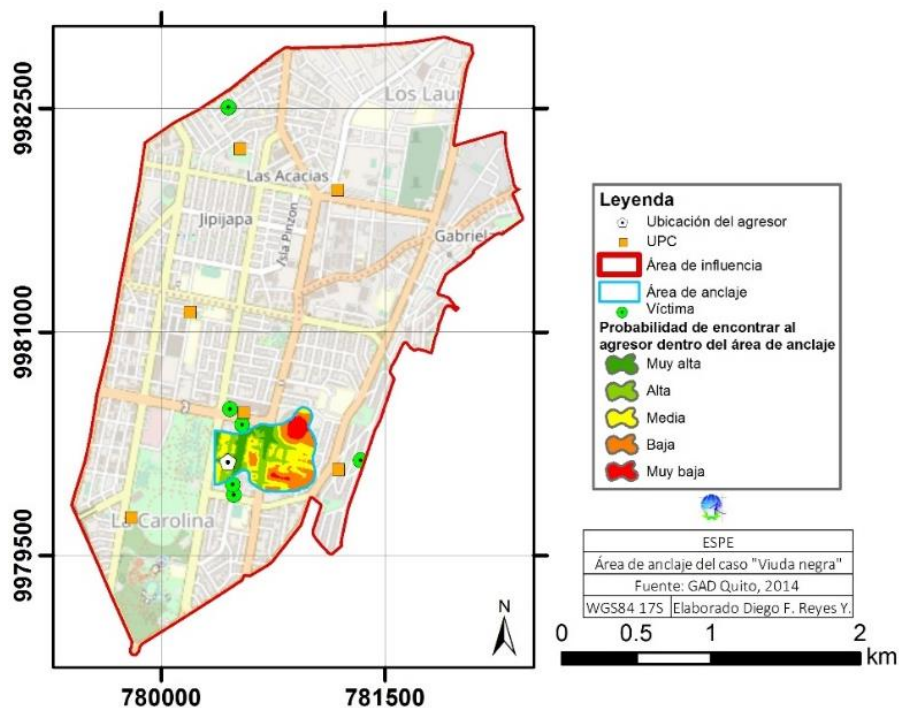 9982500
9981000
9979500
780000
781500
Los Lau
Las Acacias
Jipijapa
Isla Pinzon
Gabriela
La Carolina
N
Leyenda
Ubicación del agresor
UPC
Área de influencia
Área de anclaje
Víctima
Probabilidad de encontrar al
agresor dentro del área de anclaje
Muy alta
Alta
Media
Baja
Muy baja
ESPE
Área de anclaje del caso "Viuda negra"
Fuente: GAD Quito, 2014
WGS84 17S Elaborado Diego F. Reyes Y.
0 0.5 1 2
km